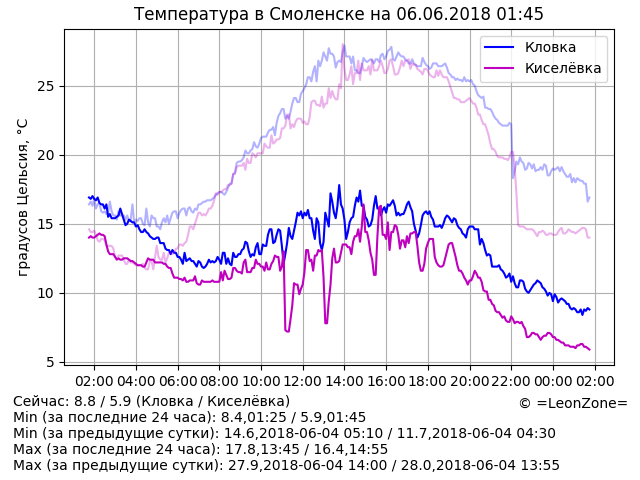 Температура в Смоленске на 06.06.2018 01:45
Кловка
Киселёвка
градусов Цельсия, °C
25
20
15
10
5
02:00 04:00 06:00 08:00 10:00 12:00 14:00 16:00 18:00 20:00 22:00 00:00 02:00
Сейчас: 8.8 / 5.9 (Кловка / Киселёвка)
© =LeonZone=
Min (за последние 24 часа): 8.4,01:25 / 5.9,01:45
Min (за предыдущие сутки): 14.6,2018-06-04 05:10 / 11.7,2018-06-04 04:30
Max (за последние 24 часа): 17.8,13:45 / 16.4,14:55
Max (за предыдущие сутки): 27.9,2018-06-04 14:00 / 28.0,2018-06-04 13:55